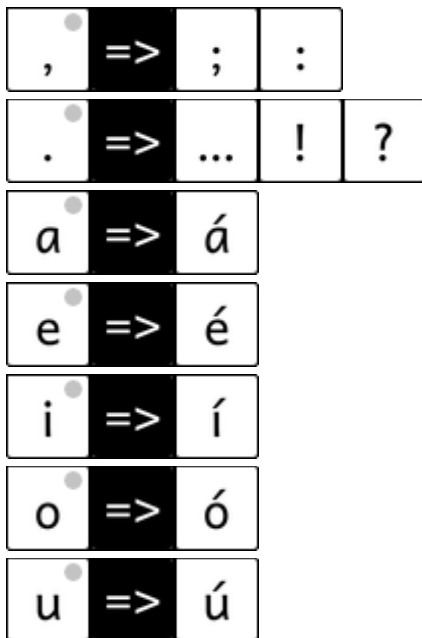 , => ; :
. => ... ! ?
a => á
e => é
i => í
o => ó
u => ú